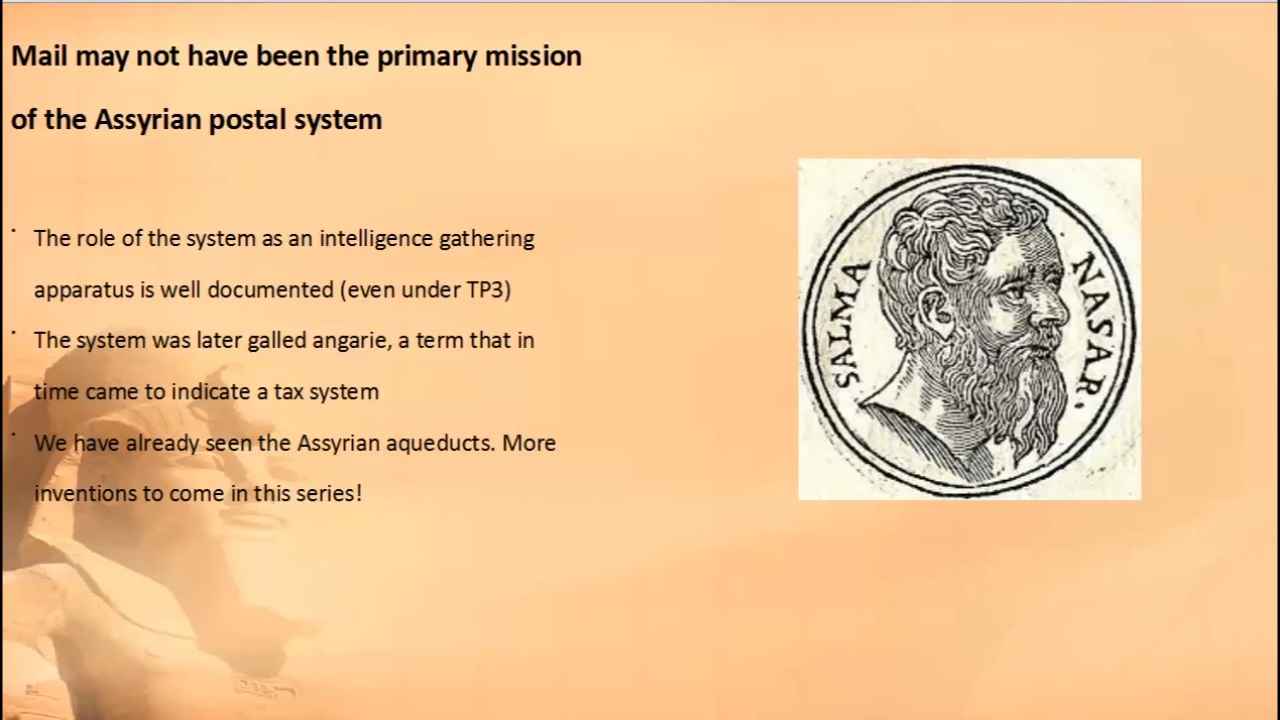 Mail may not have been the primary mission
of the Assyrian postal system
The role of the system as an intelligence gathering
apparatus is well documented (even under TP3)
The system was later galled angarie, a term that in
time came to indicate a tax system
We have already seen the Assyrian aqueducts. More
inventions to come in this series!
SALMA NASAR.